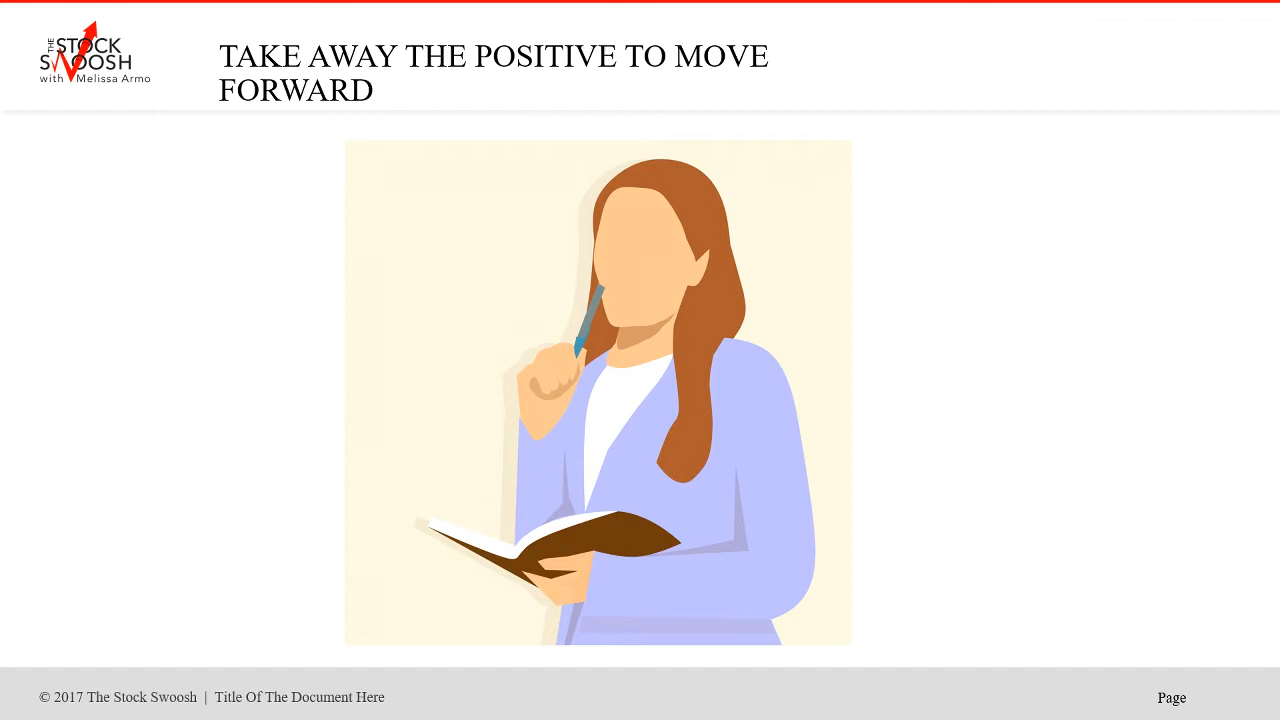 THE STOCK
SWOOSH
with Melissa Armo
TAKE AWAY THE POSITIVE TO MOVE
FORWARD
© 2017 The Stock Swoosh | Title Of The Document Here
Page